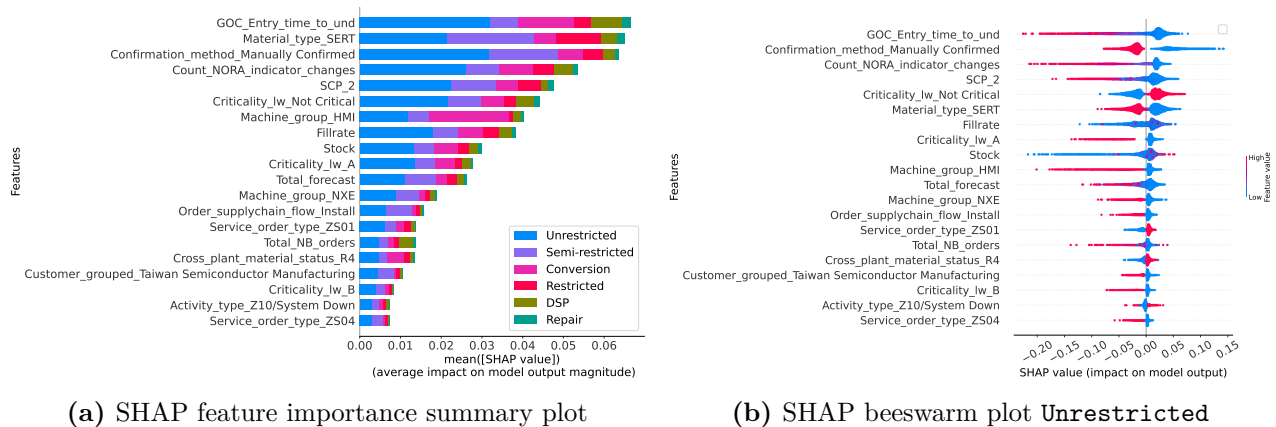 GOC_Entry_time_to_und
Material_type_SERT
Confirmation_method_Manually Confirmed
Count_NORA_indicator_changes
SCP_2
Criticality_lw_Not Critical
Machine_group_HMI
Fillrate
Stock
Criticality_lw_A
Total_forecast
Machine_group_NXE
Order_supplychain_flow_Install
Service_order_type_ZS01
Total_NB_orders
Cross_plant_material_status_R4
Customer_grouped_Taiwan Semiconductor Manufacturing
Criticality_lw_B
Activity_type_Z10/System Down
Service_order_type_ZS04
Features
Unrestricted
Semi-restricted
Conversion
Restricted
DSP
Repair
0.00 0.01 0.02 0.03 0.04 0.05 0.06
mean([SHAP value])
(average impact on model output magnitude)
(a) SHAP feature importance summary plot
GOC_Entry_time_to_und
Confirmation_method_Manually Confirmed
Count_NORA_indicator_changes
SCP_2
Criticality_lw_Not Critical
Material_type_SERT
Fillrate
Criticality_lw_A
Stock
Machine_group_HMI
Total_forecast
Machine_group_NXE
Order_supplychain_flow_Install
Service_order_type_ZS01
Total_NB_orders
Cross_plant_material_status_R4
Customer_grouped_Taiwan Semiconductor Manufacturing
Criticality_lw_B
Activity_type_Z10/System Down
Service_order_type_ZS04
Features
High
Low
Feature value
-0.20 -0.15 -0.10 -0.05 0.00 0.05 0.10 0.15
SHAP value (impact on model output)
(b) SHAP beeswarm plot Unrestricted